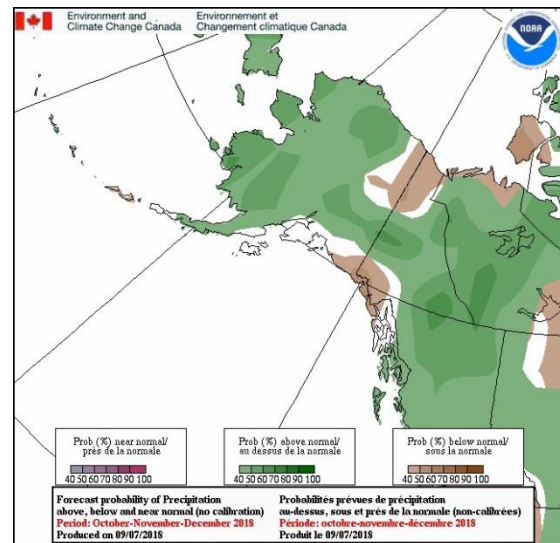 Environment and
Climate Change Canada
Environnement et
Changement climatique Canada
NOAA
Prob (%) near normal/
près de la normale
40 50 60 70 80 90 100
Prob (%) above normal/
au dessus de la normale
40 50 60 70 80 90 100
Prob (%) below normal/
sous la normale
40 50 60 70 80 90 100
Forecast probability of Precipitation
above, below and near normal (no calibration)
Period: October-November-December 2018
Produced on 09/07/2018
Probabilités prévues de précipitation
au-dessus, sous et près de la normale (non-calibrées)
Période: octobre-novembre-décembre 2018
Produit le 09/07/2018